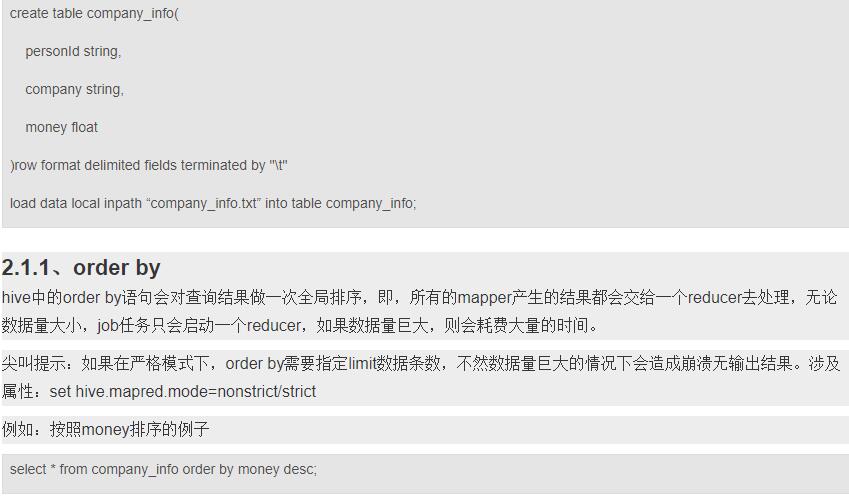 create table company_info(
personId string,
company string,
money float
)row format delimited fields terminated by "\t"
load data local inpath “company_info.txt” into table company_info;
2.1.1、order by
hive中的order by语句会对查询结果做一次全局排序，即，所有的mapper产生的结果都会交给一个reducer去处理，无论
数据量大小，job任务只会启动一个reducer，如果数据量巨大，则会耗费大量的时间。
尖叫提示：如果在严格模式下，order by需要指定limit数据条数，不然数据量巨大的情况下会造成崩溃无输出结果。涉及
属性：set hive.mapred.mode=nonstrict/strict
例如：按照money排序的例子
select * from company_info order by money desc;